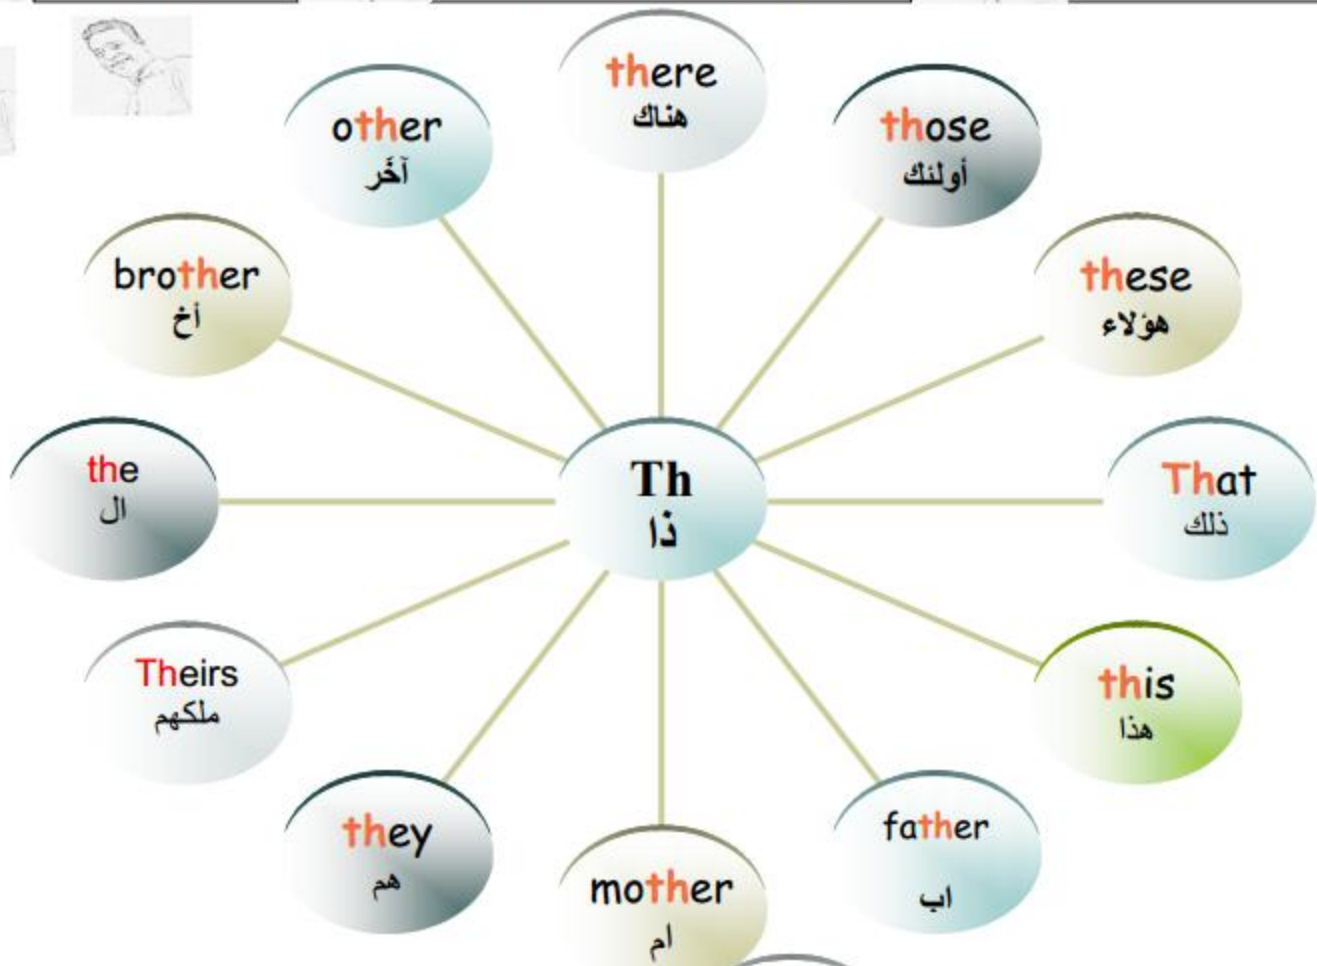 there
هناك
those
أولئك
these
هؤلاء
That
ذلك
this
هذا
father
اب
mother
ام
they
هم
Theirs
ملكهم
the
ال
brother
أخ
other
آخَر
Th
ذا